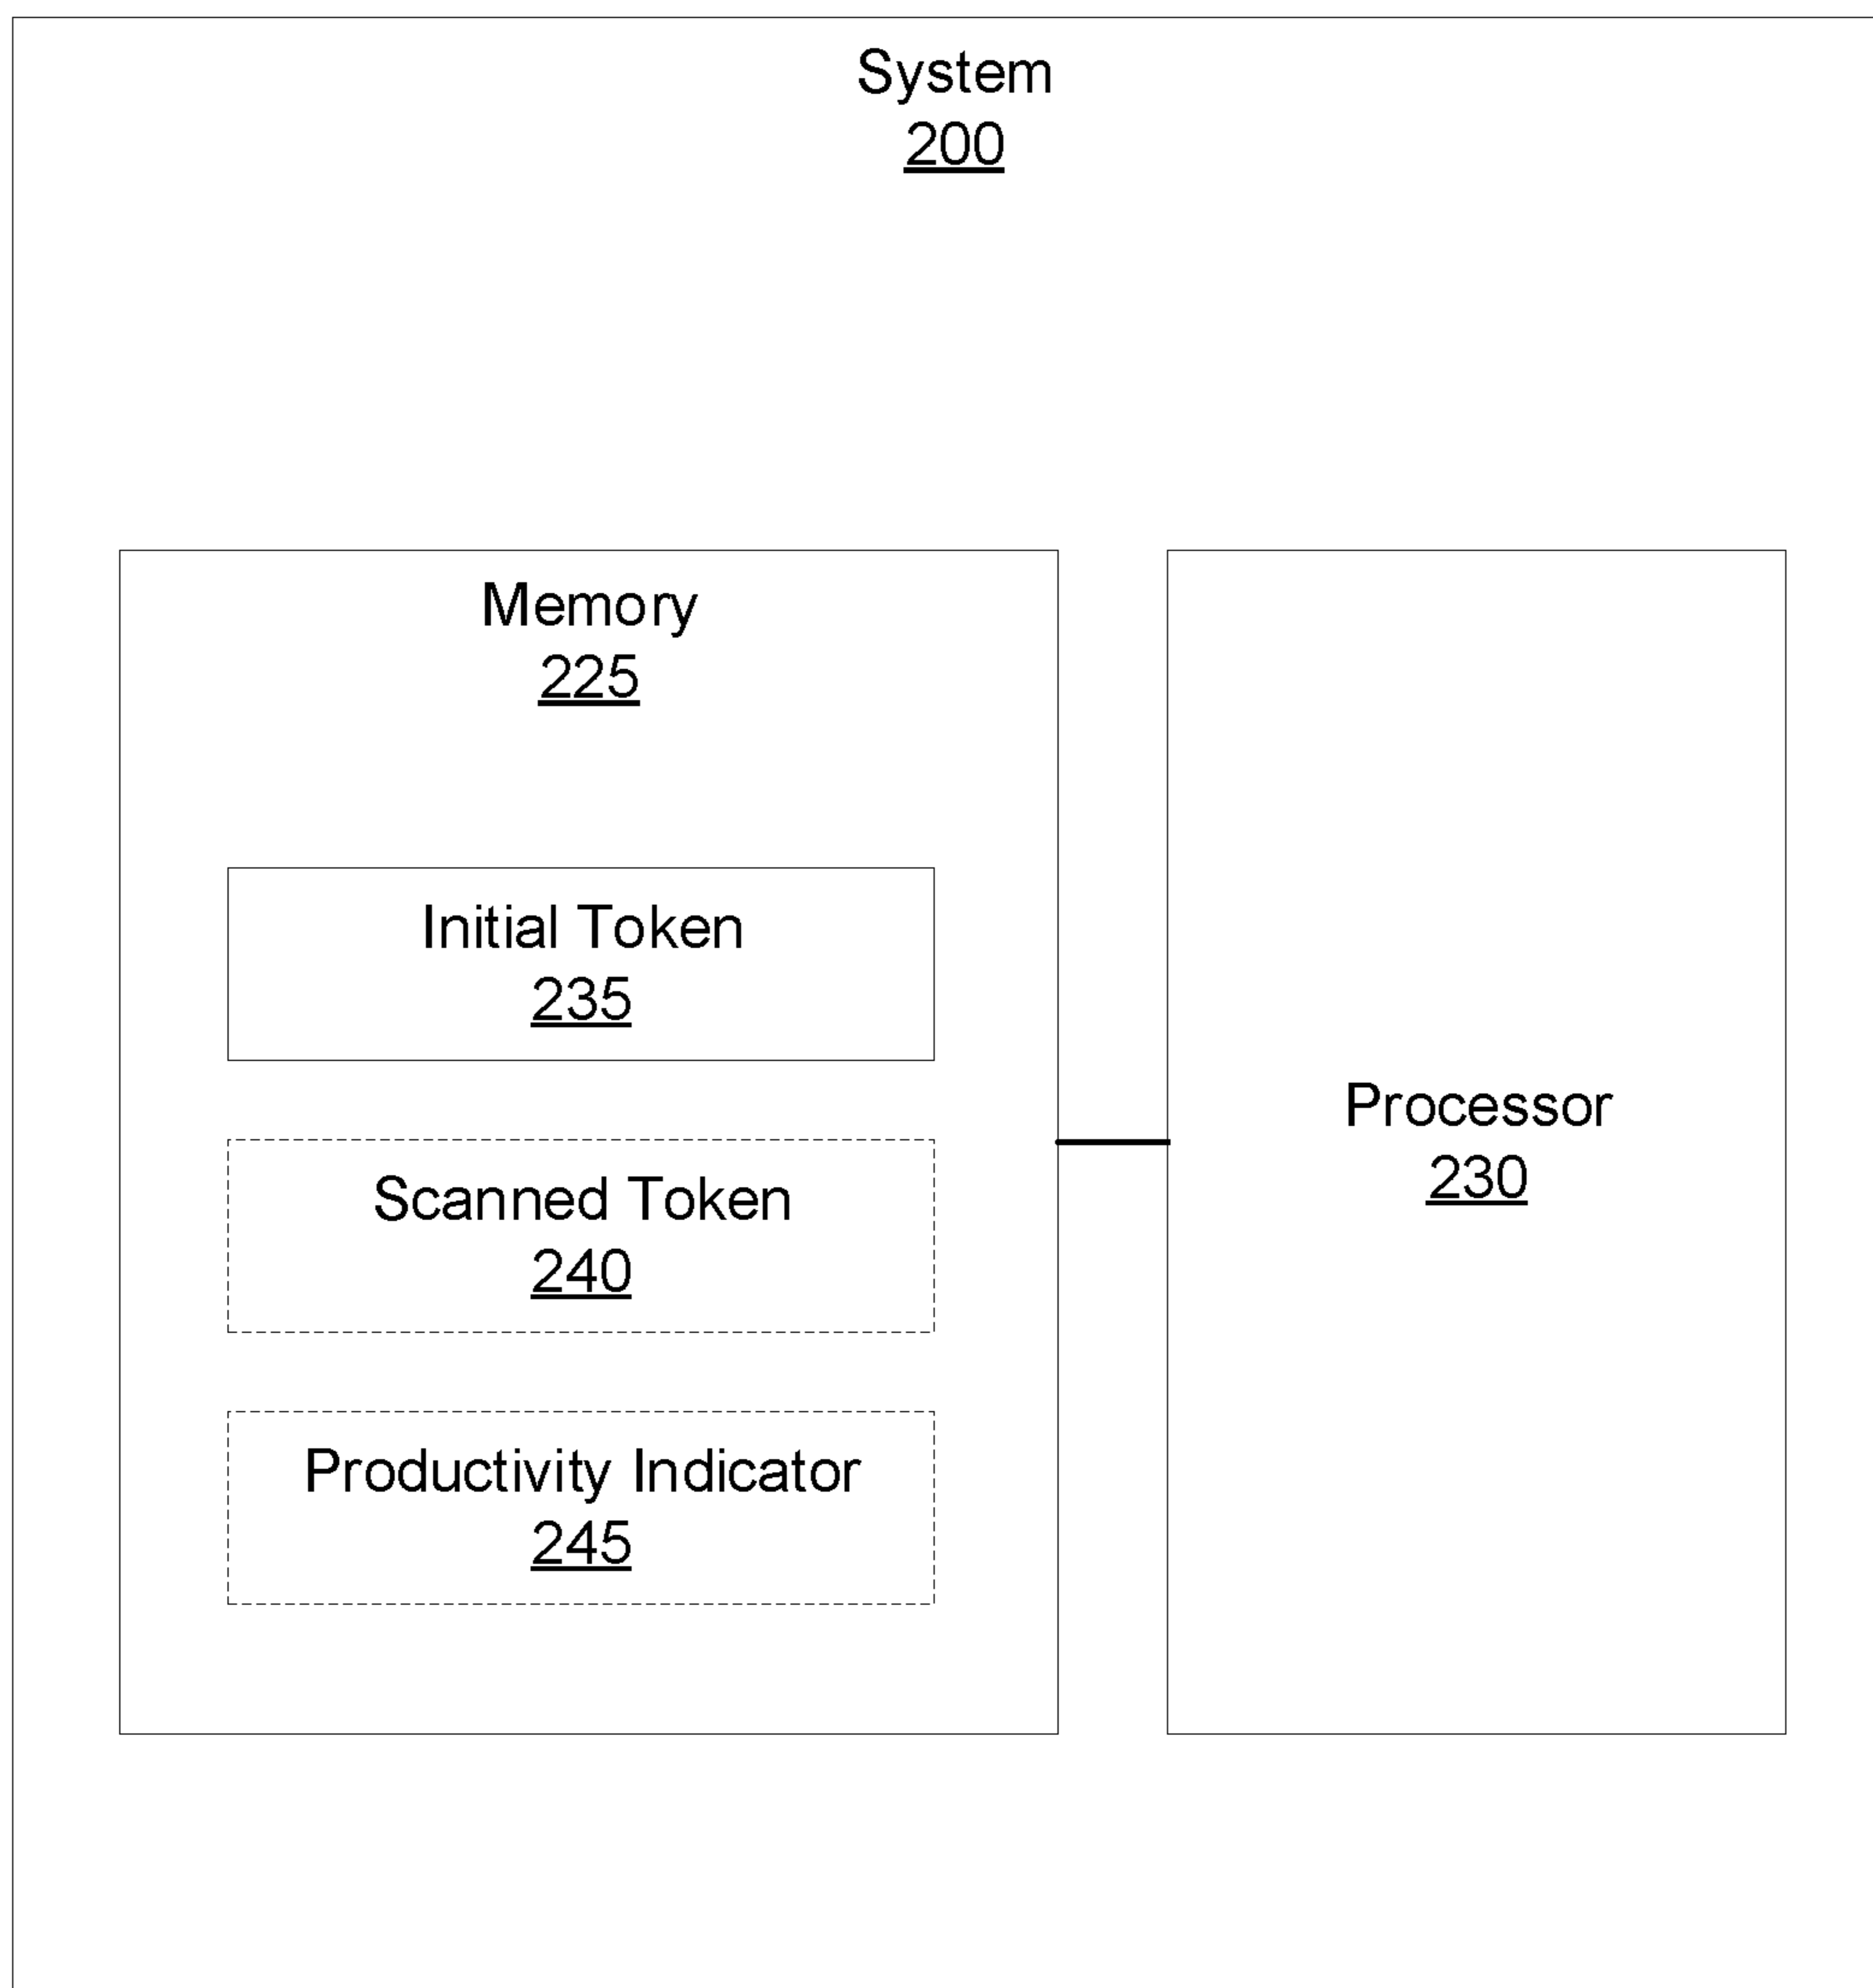 System
200
Memory
225
Initial Token
235
Scanned Token
240
Productivity Indicator
245
Processor
230